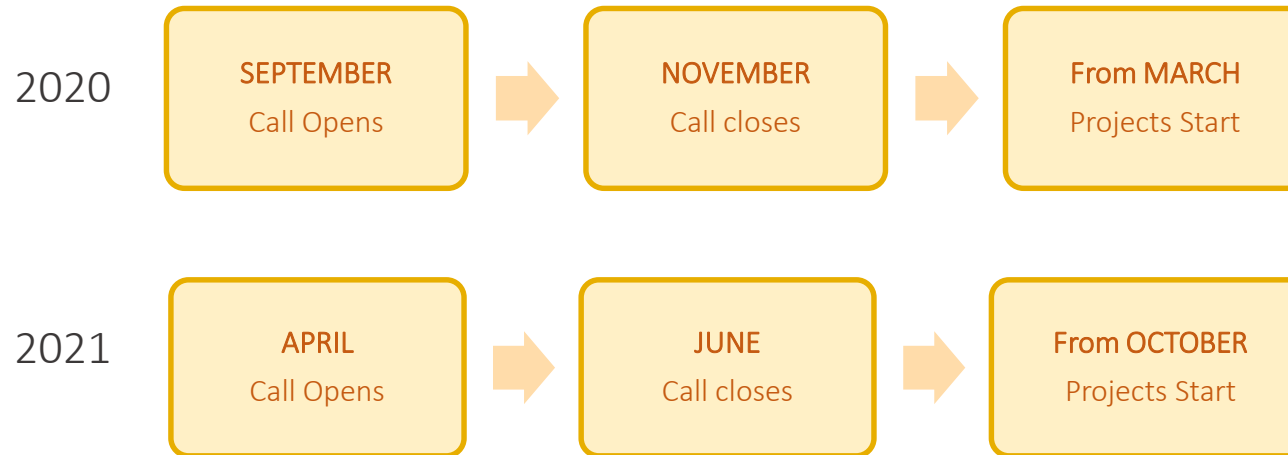 2020
SEPTEMBER
Call Opens
NOVEMBER
Call closes
From MARCH
Projects Start
2021
APRIL
Call Opens
JUNE
Call closes
From OCTOBER
Projects Start